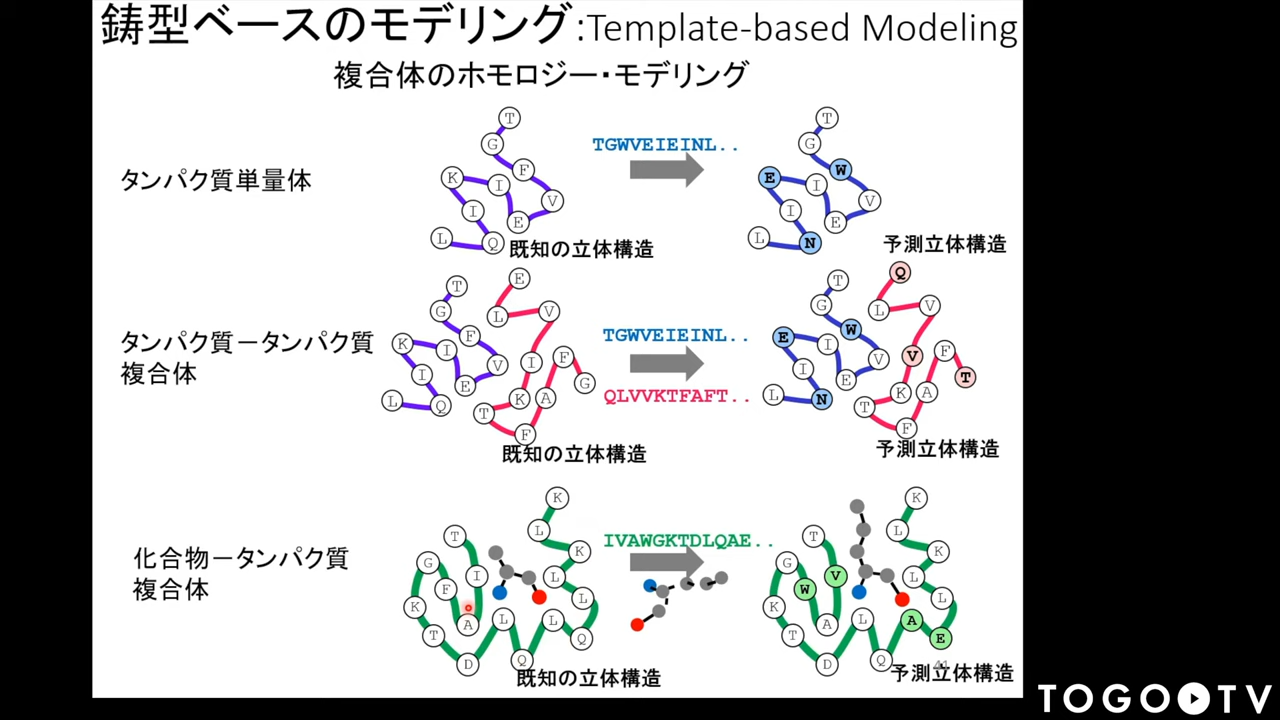 鋳型ベースのモデリング:Template-based Modeling
複合体のホモロジー・モデリング
タンパク質単量体
T
G
F
K
I
V
I
E
L
Q
既知の立体構造
TGWVEIEINL..
T
G
W
E
I
V
I
E
L
N
予測立体構造
タンパク質－タンパク質
複合体
T
G
F
K
I
V
I
E
L
Q
E
L
V
I
F
G
K
A
T
F
既知の立体構造
TGWVEIEINL..
QLVVKTFAFT..
T
G
W
E
I
V
I
E
L
N
Q
L
V
V
F
T
K
A
T
F
予測立体構造
化合物－タンパク質
複合体
T
G
I
F
K
A
T
D
L
Q
L
Q
L
L
K
L
K
既知の立体構造
IVAWGKTDLQAE..
T
G
V
W
K
A
T
D
L
Q
A
E
L
L
K
L
K
41
予測立体構造
TOGOTV